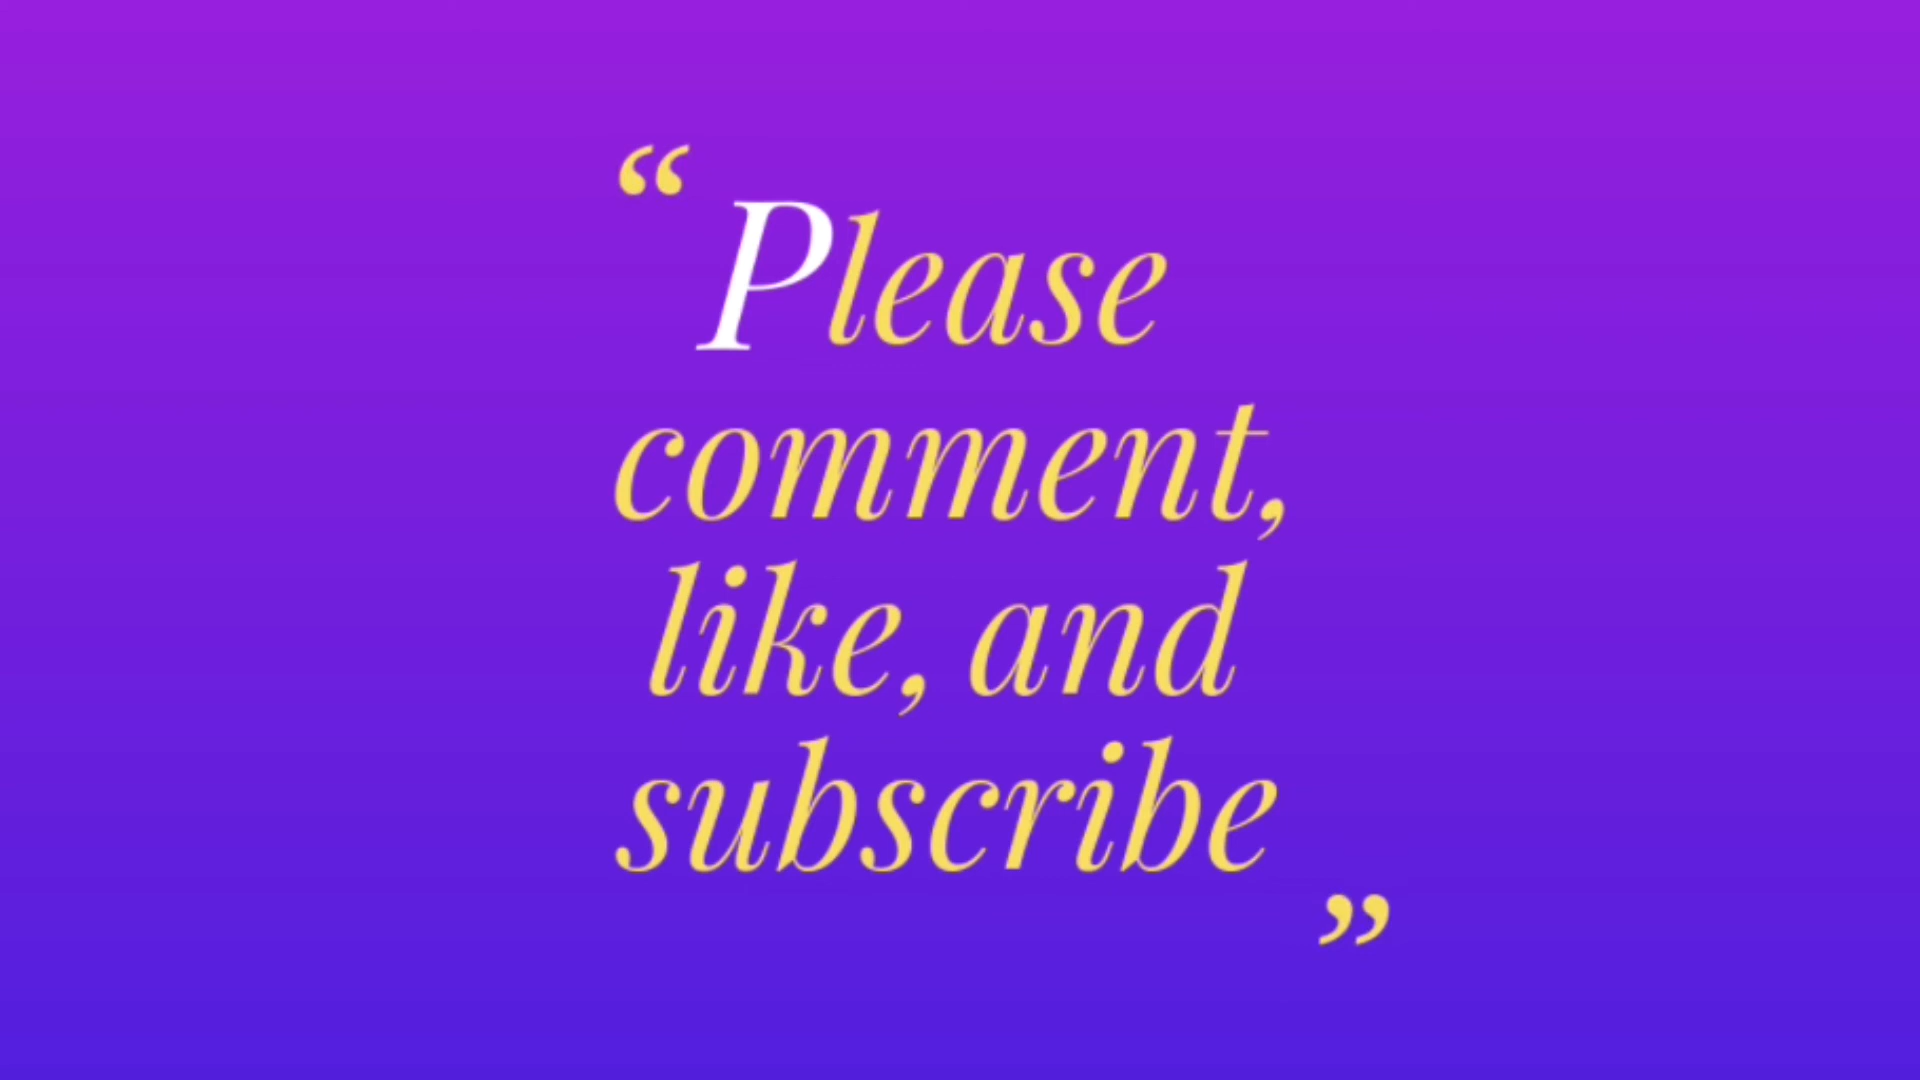 “Please
comment,
like, and
subscribe”